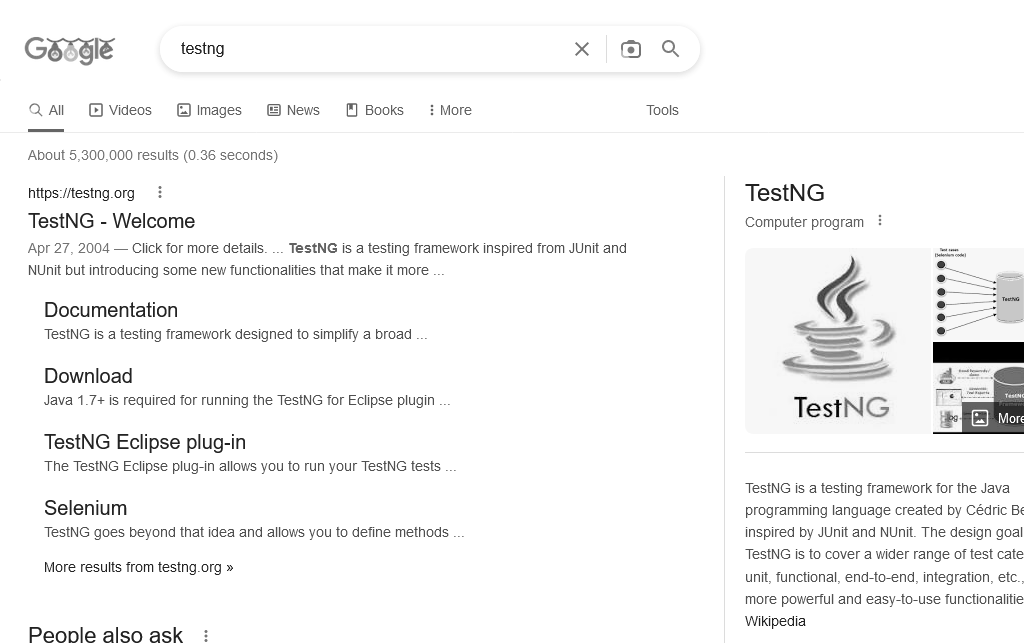 Google
testng
All
Videos
Images
News
Books
More
Tools
About 5,300,000 results (0.36 seconds)
https://testng.org
TestNG - Welcome
Apr 27, 2004 — Click for more details. ... TestNG is a testing framework inspired from JUnit and
NUnit but introducing some new functionalities that make it more ...
Documentation
TestNG is a testing framework designed to simplify a broad ...
Download
Java 1.7+ is required for running the TestNG for Eclipse plugin ...
TestNG Eclipse plug-in
The TestNG Eclipse plug-in allows you to run your TestNG tests ...
Selenium
TestNG goes beyond that idea and allows you to define methods ...
More results from testng.org »
People also ask
TestNG
Computer program
TestNG
Test cases
(Selenium code)
TestNG
TestNG
More
TestNG is a testing framework for the Java
programming language created by Cédric Be
inspired by JUnit and NUnit. The design goal
TestNG is to cover a wider range of test cate
unit, functional, end-to-end, integration, etc.,
more powerful and easy-to-use functionalitie
Wikipedia